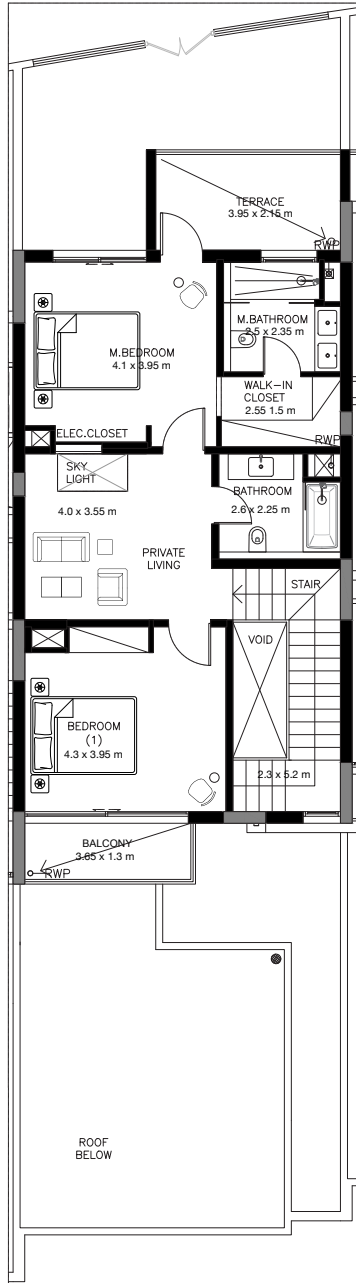 TERRACE
3.95 x 2.15 m
RWP
M.BATHROOM
2.5 x 2.35 m
M.BEDROOM
4.1 x 3.95 m
WALK-IN
CLOSET
2.55 1.5 m
ELEC.CLOSET
RWP
SKY
LIGHT
BATHROOM
2.6 x 2.25 m
4.0 x 3.55 m
PRIVATE
LIVING
STAIR
VOID
BEDROOM
(1)
4.3 x 3.95 m
2.3 x 5.2 m
BALCONY
3.65 x 1.3 m
RWP
ROOF
BELOW